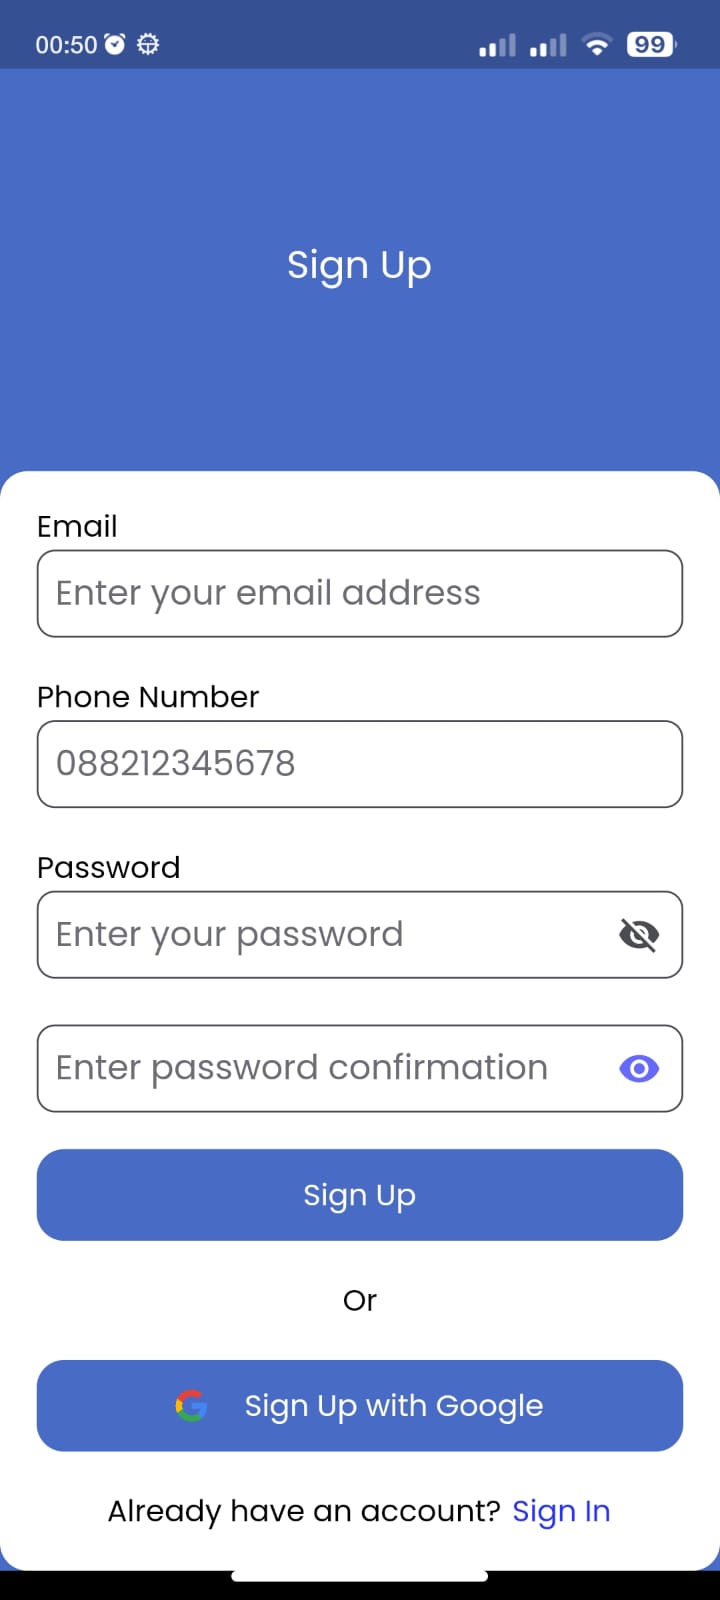 00:50 99
Sign Up
Email
Enter your email address
Phone Number
088212345678
Password
Enter your password
Enter password confirmation
Sign Up
Or
Sign Up with Google
Already have an account? Sign In